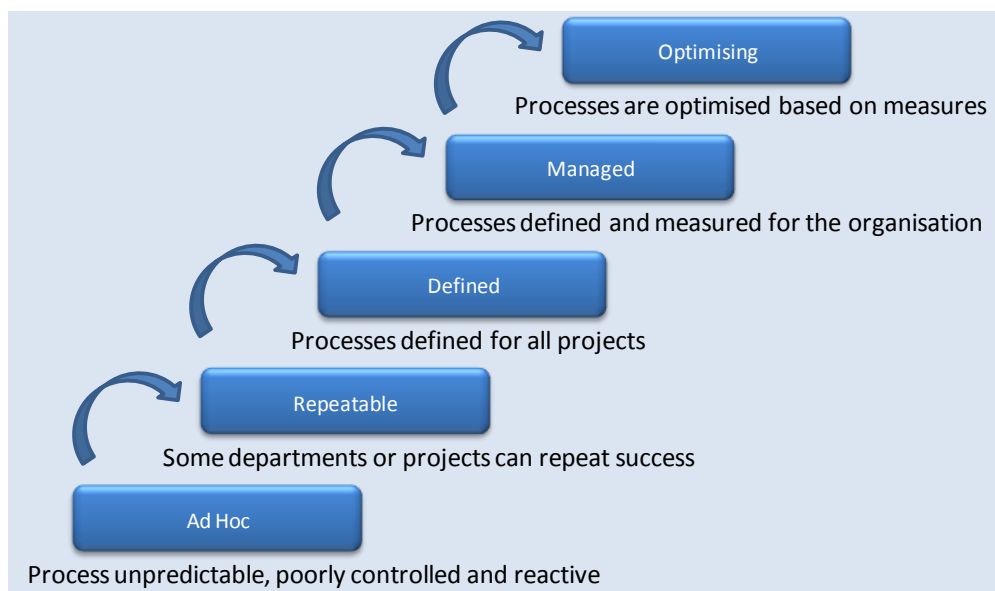 Optimising
Processes are optimised based on measures
Managed
Processes defined and measured for the organisation
Defined
Processes defined for all projects
Repeatable
Some departments or projects can repeat success
Ad Hoc
Process unpredictable, poorly controlled and reactive